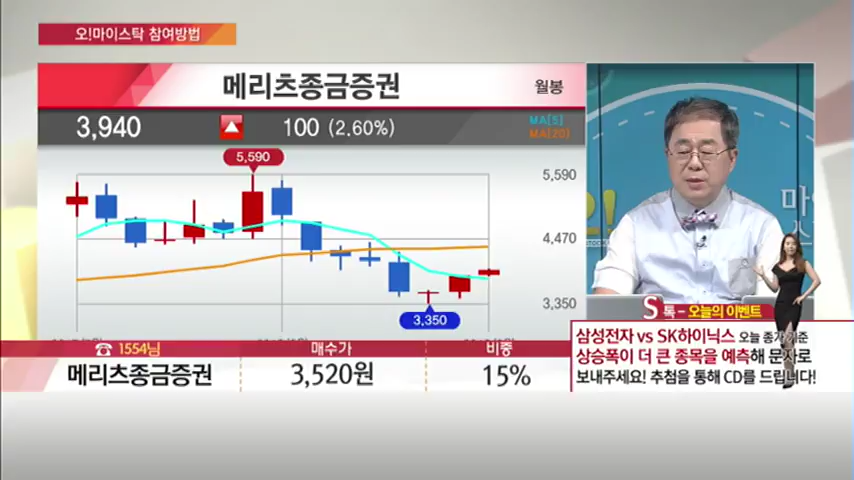 오!마이스탁 참여방법
메리츠종금증권
월봉
3,940
100 (2.60%)
MA[5]
MA[20]
5,590
5,590
4,470
3,350
3,350
S톡 - 오늘의 이벤트
1554님
매수가
비중
메리츠종금증권
3,520원
15%
삼성전자 vs SK하이닉스 오늘 종가 기준
상승폭이 더 큰 종목을 예측해 문자로
보내주세요! 추첨을 통해 CD를 드립니다!